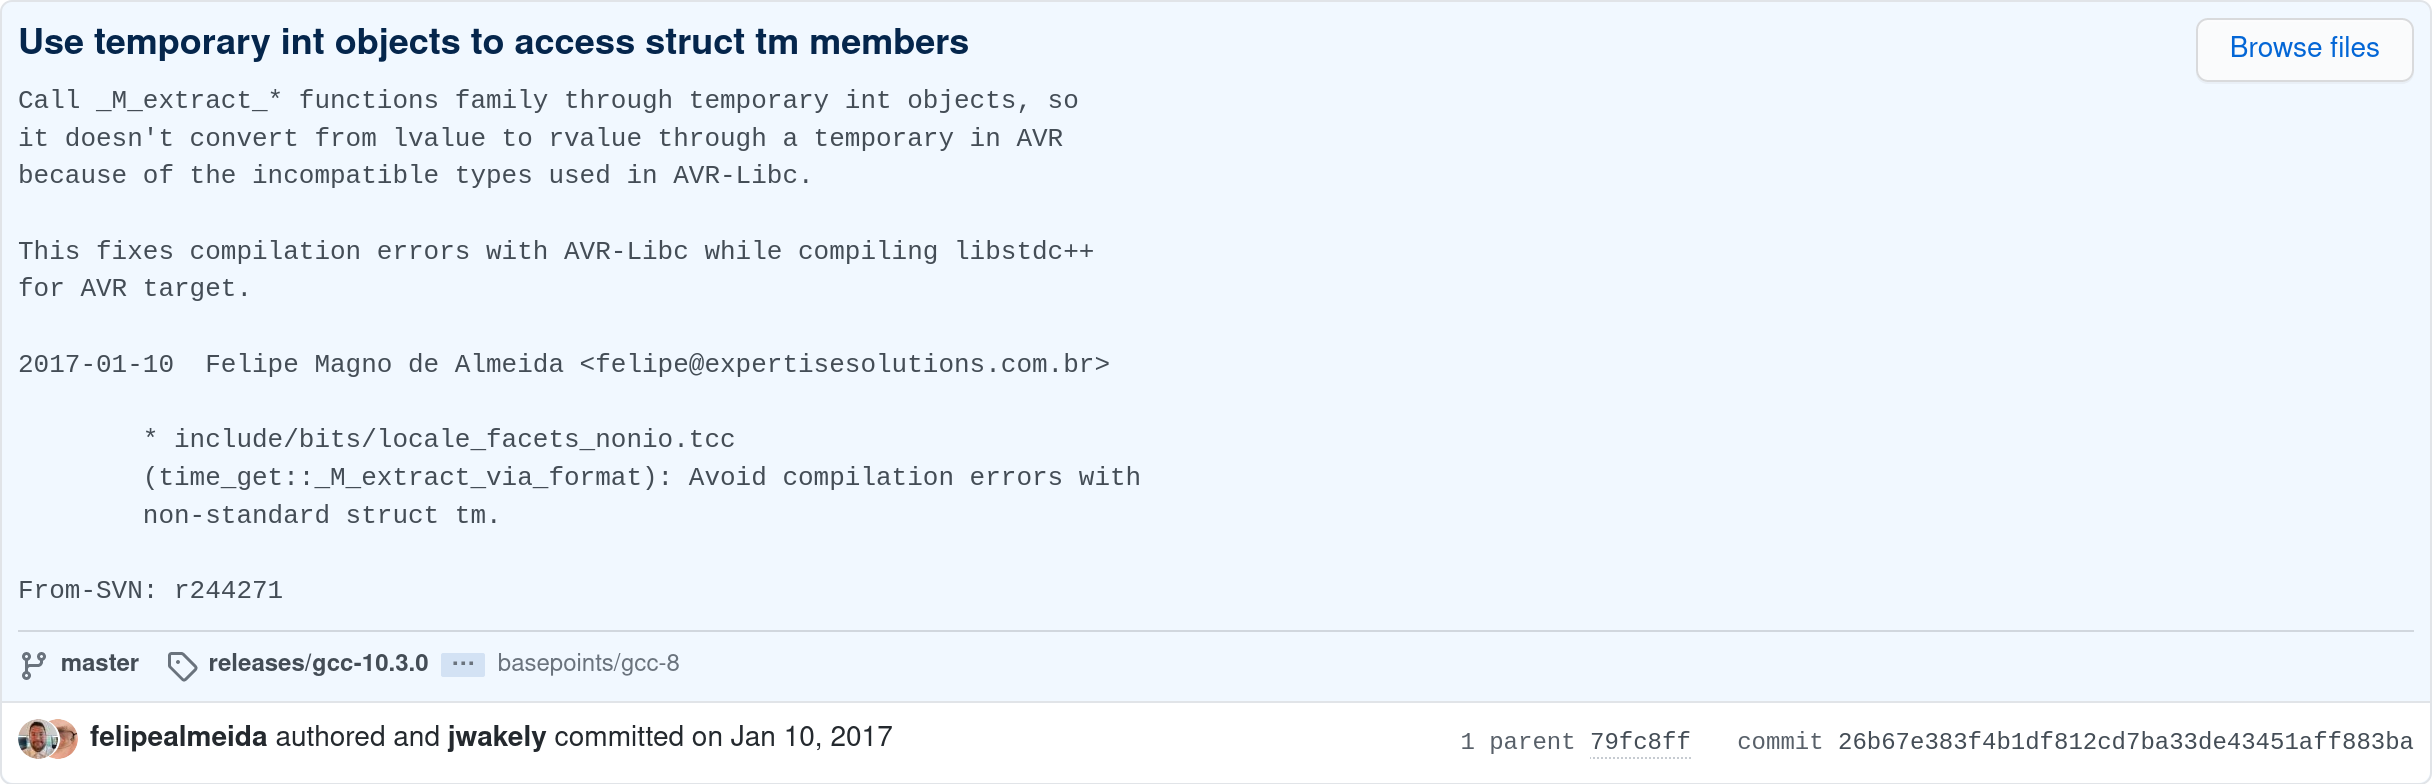 Use temporary int objects to access struct tm members
Browse files
Call _M_extract_* functions family through temporary int objects, so
it doesn't convert from lvalue to rvalue through a temporary in AVR
because of the incompatible types used in AVR-Libc.
This fixes compilation errors with AVR-Libc while compiling libstdc++
for AVR target.
2017-01-10  Felipe Magno de Almeida <felipe@expertisesolutions.com.br>
* include/bits/locale_facets_nonio.tcc
(time_get::_M_extract_via_format): Avoid compilation errors with
non-standard struct tm.
From-SVN: r244271
master releases/gcc-10.3.0 ··· basepoints/gcc-8
felipealmeida authored and jwakely committed on Jan 10, 2017
1 parent 79fc8ff commit 26b67e383f4b1df812cd7ba33de43451aff883ba